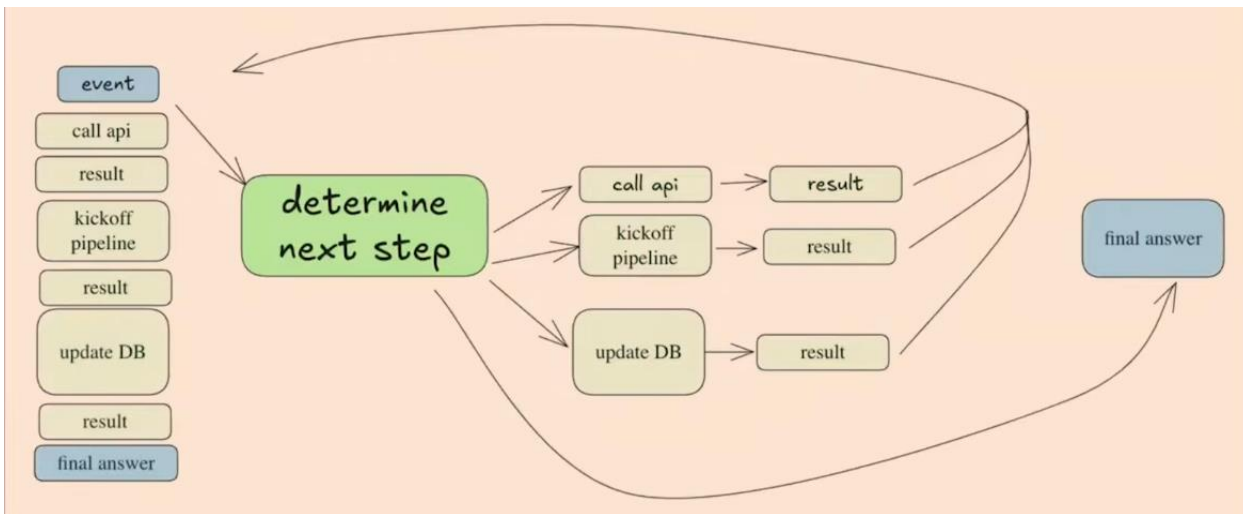 event
call api
result
kickoff
pipeline
result
update DB
result
final answer
determine
next step
call api
result
kickoff
pipeline
result
update DB
result
final answer